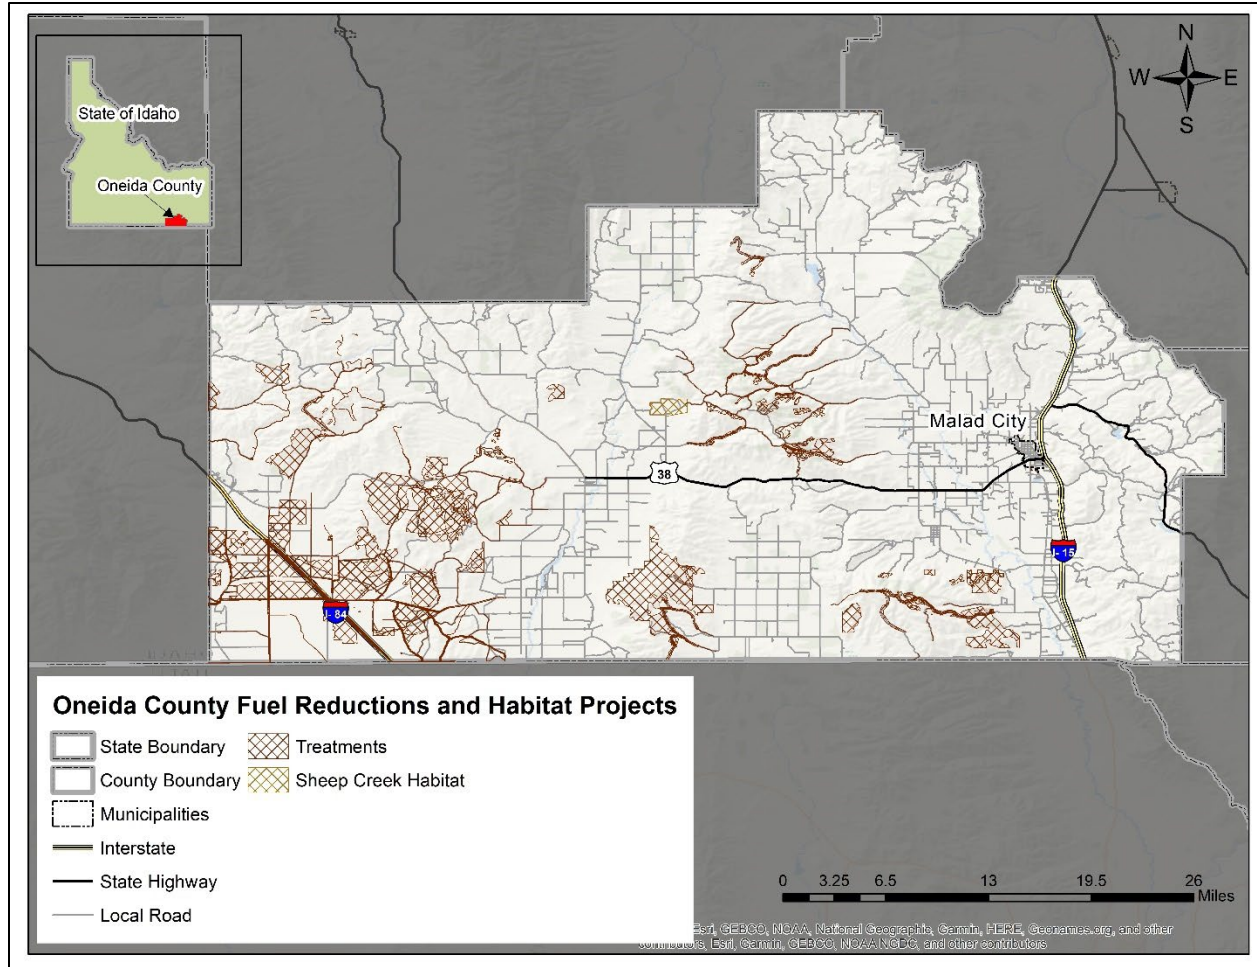 N
W E
S
State of Idaho
Oneida County
Malad City
38
I-15
I-84
Oneida County Fuel Reductions and Habitat Projects
State Boundary
Treatments
County Boundary
Sheep Creek Habitat
Municipalities
Interstate
State Highway
Local Road
0 3.25 6.5 13 19.5 26
Miles
Esri, GEBCO, NOAA, National Geographic, Garmin, HERE, Geonames.org, and other
contributors, Esri, Garmin, GEBCO, NOAA NGDC, and other contributors